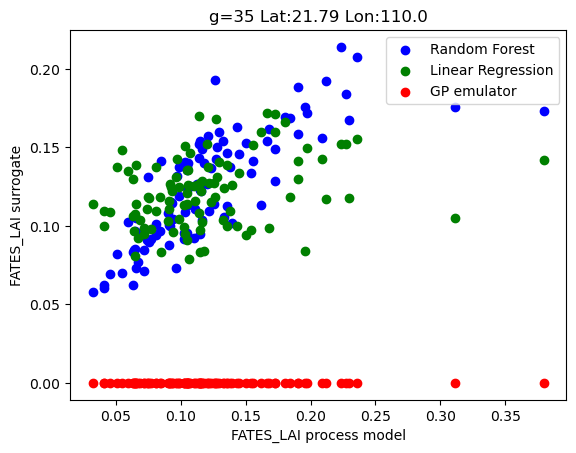 g=35 Lat:21.79 Lon:110.0
Random Forest
Linear Regression
GP emulator
FATES_LAI surrogate
0.20
0.15
0.10
0.05
0.00
0.05 0.10 0.15 0.20 0.25 0.30 0.35
FATES_LAI process model